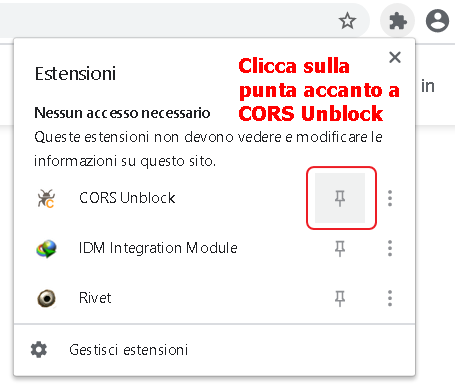 Estensioni
Clicca sulla
punta accanto a
CORS Unblock
in
Nessun accesso necessario
Queste estensioni non devono vedere e modificare le
informazioni su questo sito.
CORS Unblock
IDM Integration Module
Rivet
Gestisci estensioni